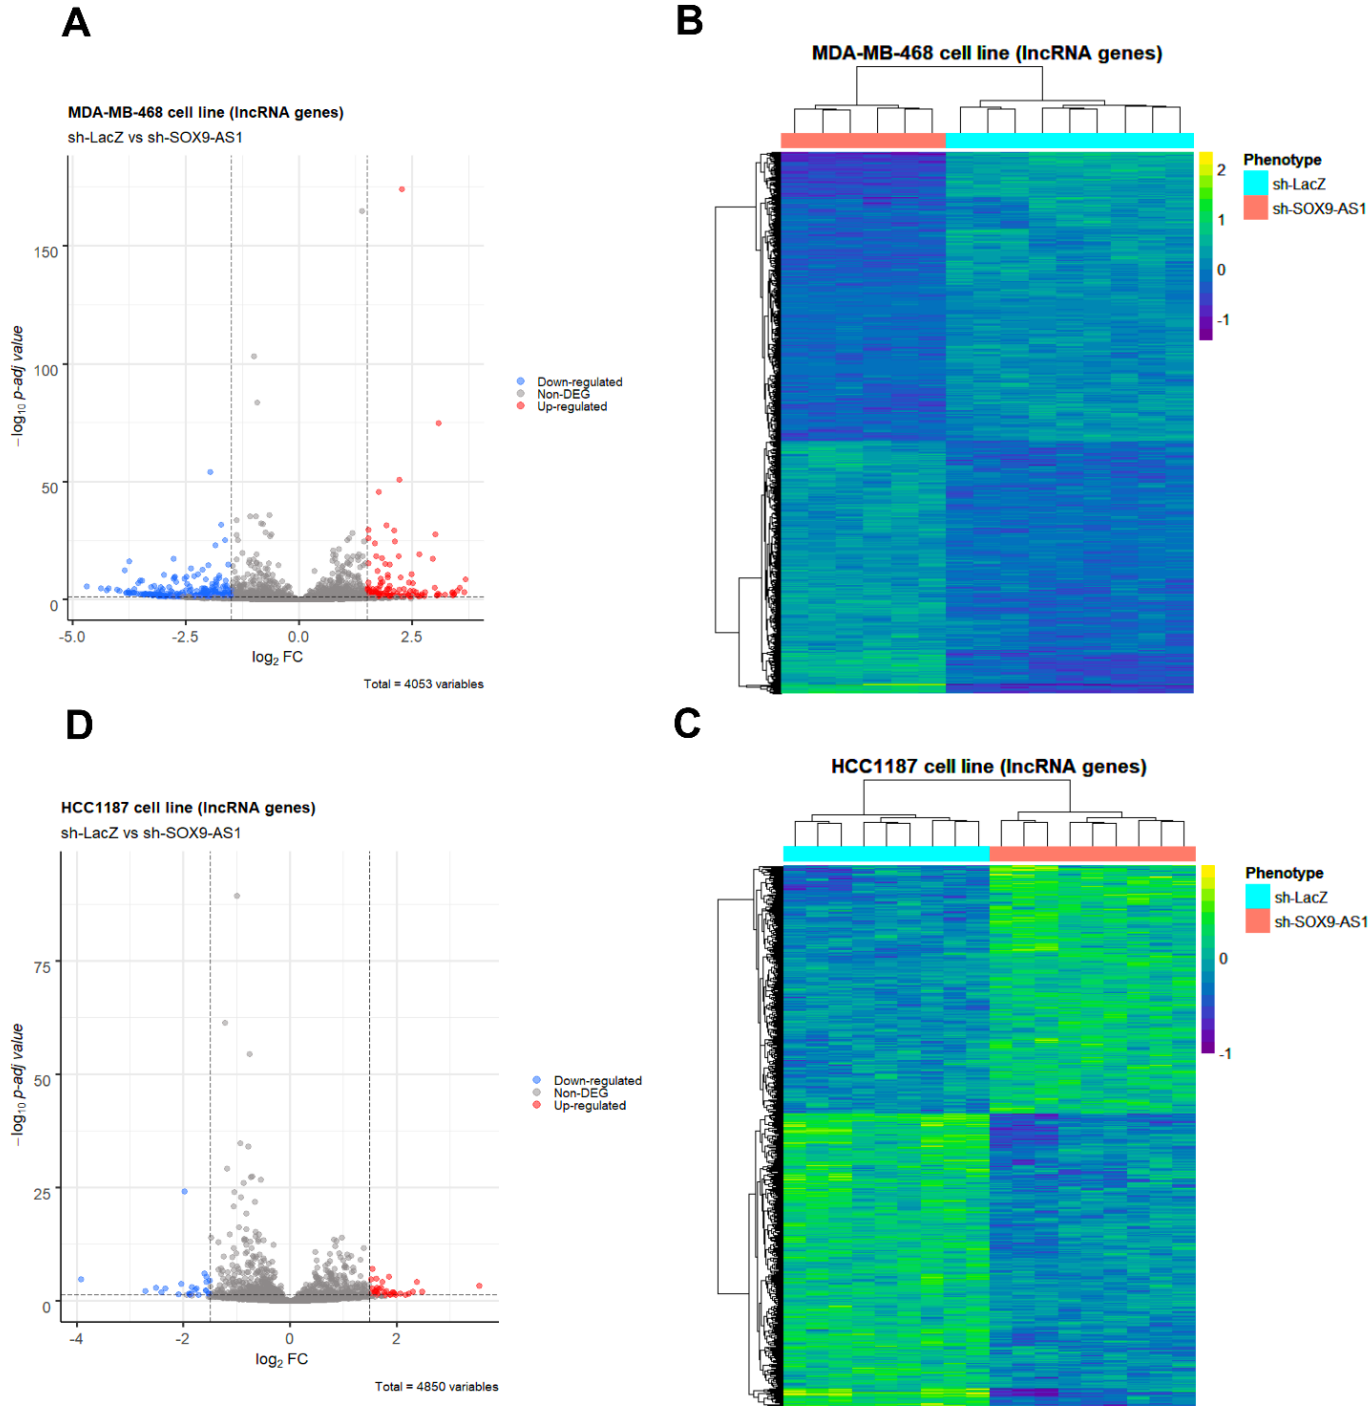 A
MDA-MB-468 cell line (lncRNA genes)
sh-LacZ vs sh-SOX9-AS1
150
100
50
0
−log10 p-adj value
-5.0
-2.5
0.0
2.5
log2 FC
Total = 4053 variables
Down-regulated
Non-DEG
Up-regulated
B
MDA-MB-468 cell line (lncRNA genes)
2
1
0
-1
Phenotype
sh-LacZ
sh-SOX9-AS1
D
HCC1187 cell line (lncRNA genes)
sh-LacZ vs sh-SOX9-AS1
75
50
25
0
−log10 p-adj value
-4
-2
0
2
log2 FC
Total = 4850 variables
Down-regulated
Non-DEG
Up-regulated
C
HCC1187 cell line (lncRNA genes)
0
-1
Phenotype
sh-LacZ
sh-SOX9-AS1